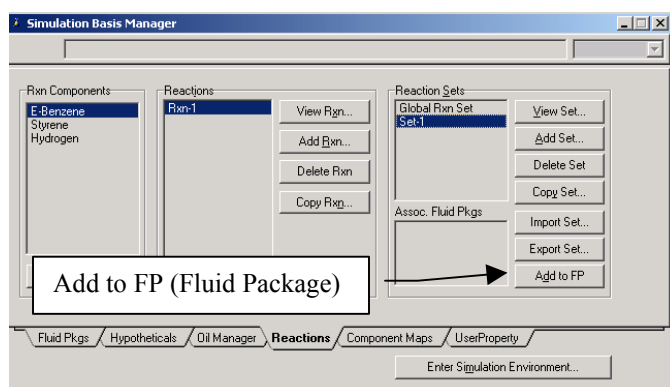 Simulation Basis Manager
Rxn Components
E-Benzene
Styrene
Hydrogen
Reactions
Rxn-1
View Rxn...
Add Rxn...
Delete Rxn
Copy Rxn...
Reaction Sets
Global Rxn Set
Set-1
Assoc. Fluid Pkgs
View Set...
Add Set...
Delete Set
Copy Set...
Import Set...
Export Set...
Add to FP
Add to FP (Fluid Package)
Fluid Pkgs Hypotheticals Oil Manager Reactions Component Maps UserProperty
Enter Simulation Environment...